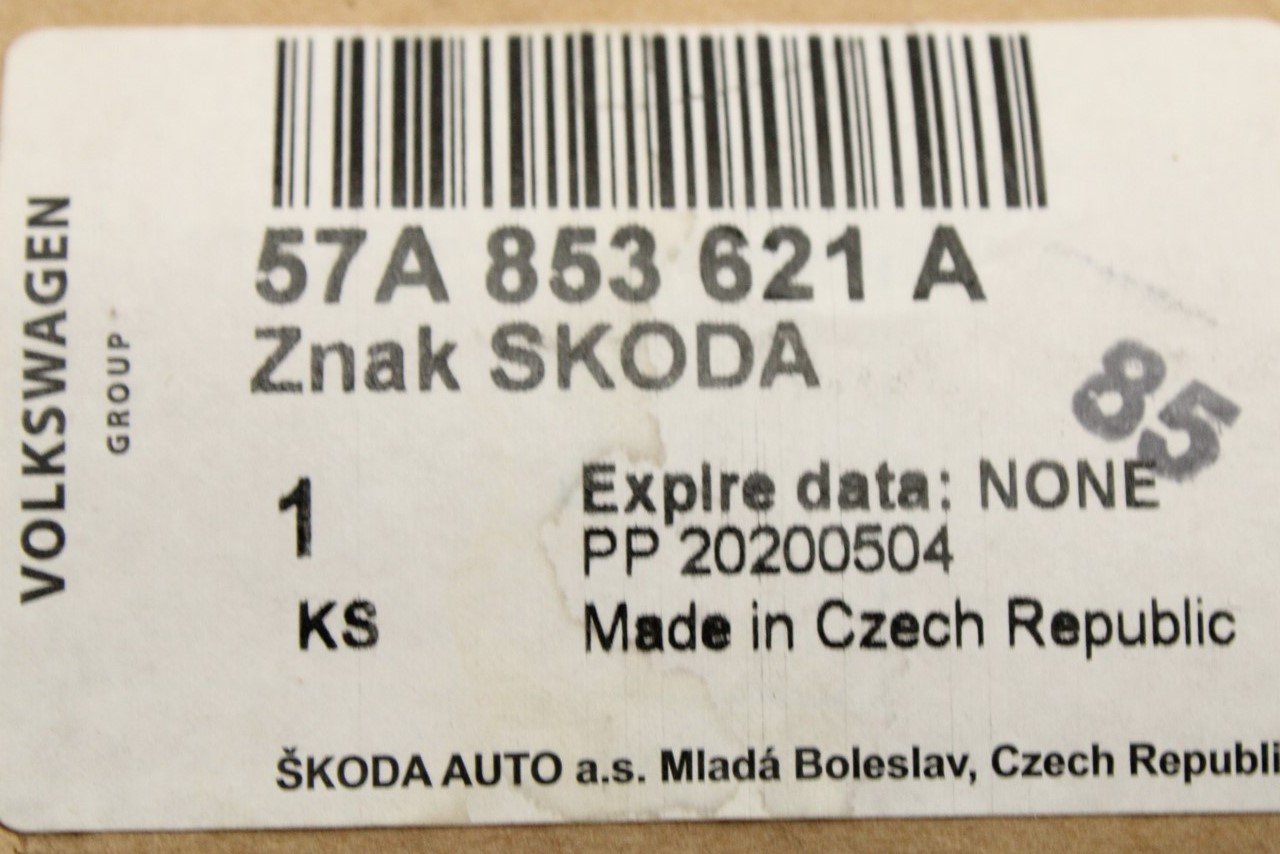 57A 853 621 A
Znak SKODA
85
1
KS
Expire data: NONE
PP 20200504
Made in Czech Republic
ŠKODA AUTO a.s. Mladá Boleslav, Czech Republi
VOLKSWAGEN
GROUP